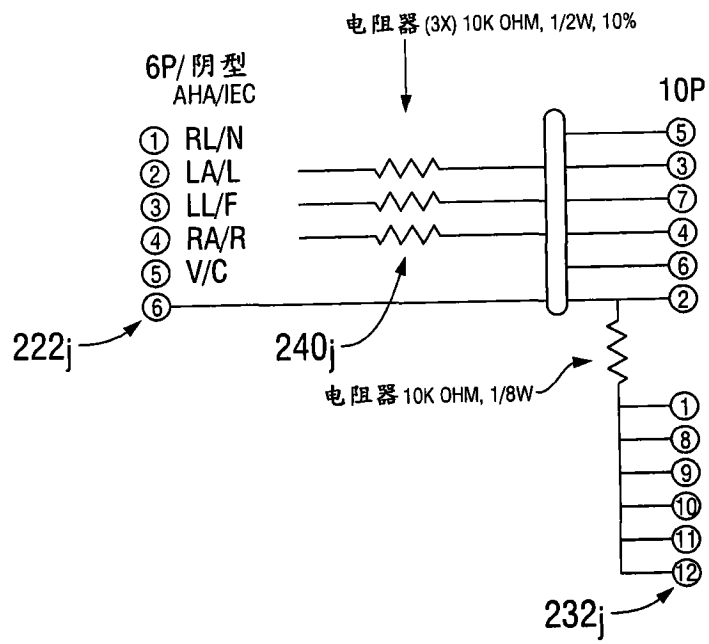 电阻器 (3X) 10K OHM, 1/2W, 10%
6P/阴型
AHA/IEC
10P
① RL/N
② LA/L
③ LL/F
④ RA/R
⑤ V/C
⑥
⑤
③
⑦
④
⑥
②
222j
240j
电阻器 10K OHM, 1/8W
①
⑧
⑨
⑩
⑪
⑫
232j